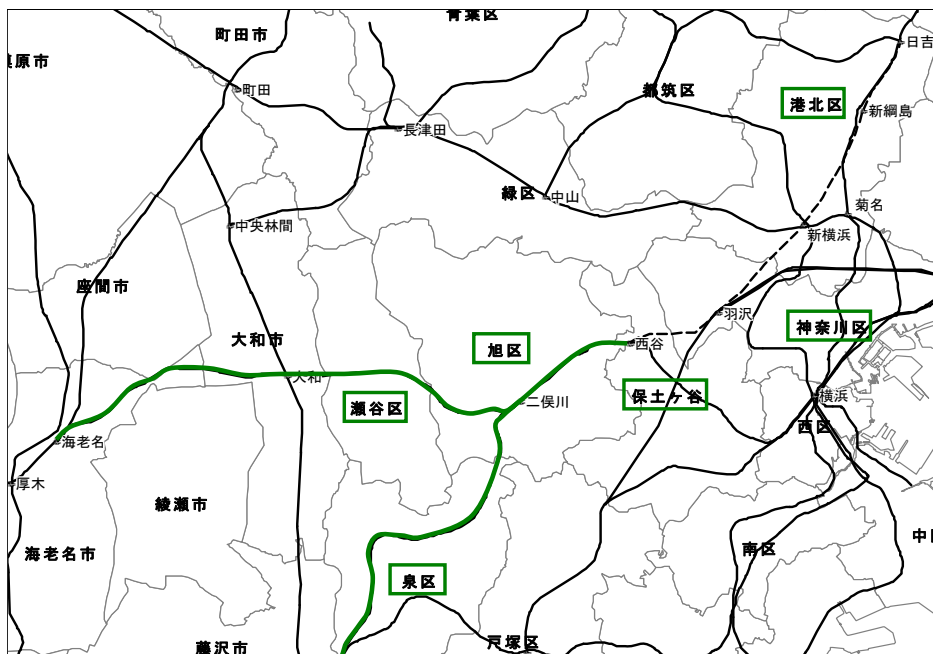 青葉区
町田市
日吉
模原市
町田
都筑区
港北区
新綱島
長津田
緑区
中山
菊名
中央林間
新横浜
座間市
羽沢
神奈川区
大和市
旭区
西谷
大和
瀬谷区
二俣川
保土ケ谷
横浜
西区
海老名
厚木
綾瀬市
海老名市
南区
中
泉区
藤沢市
戸塚区